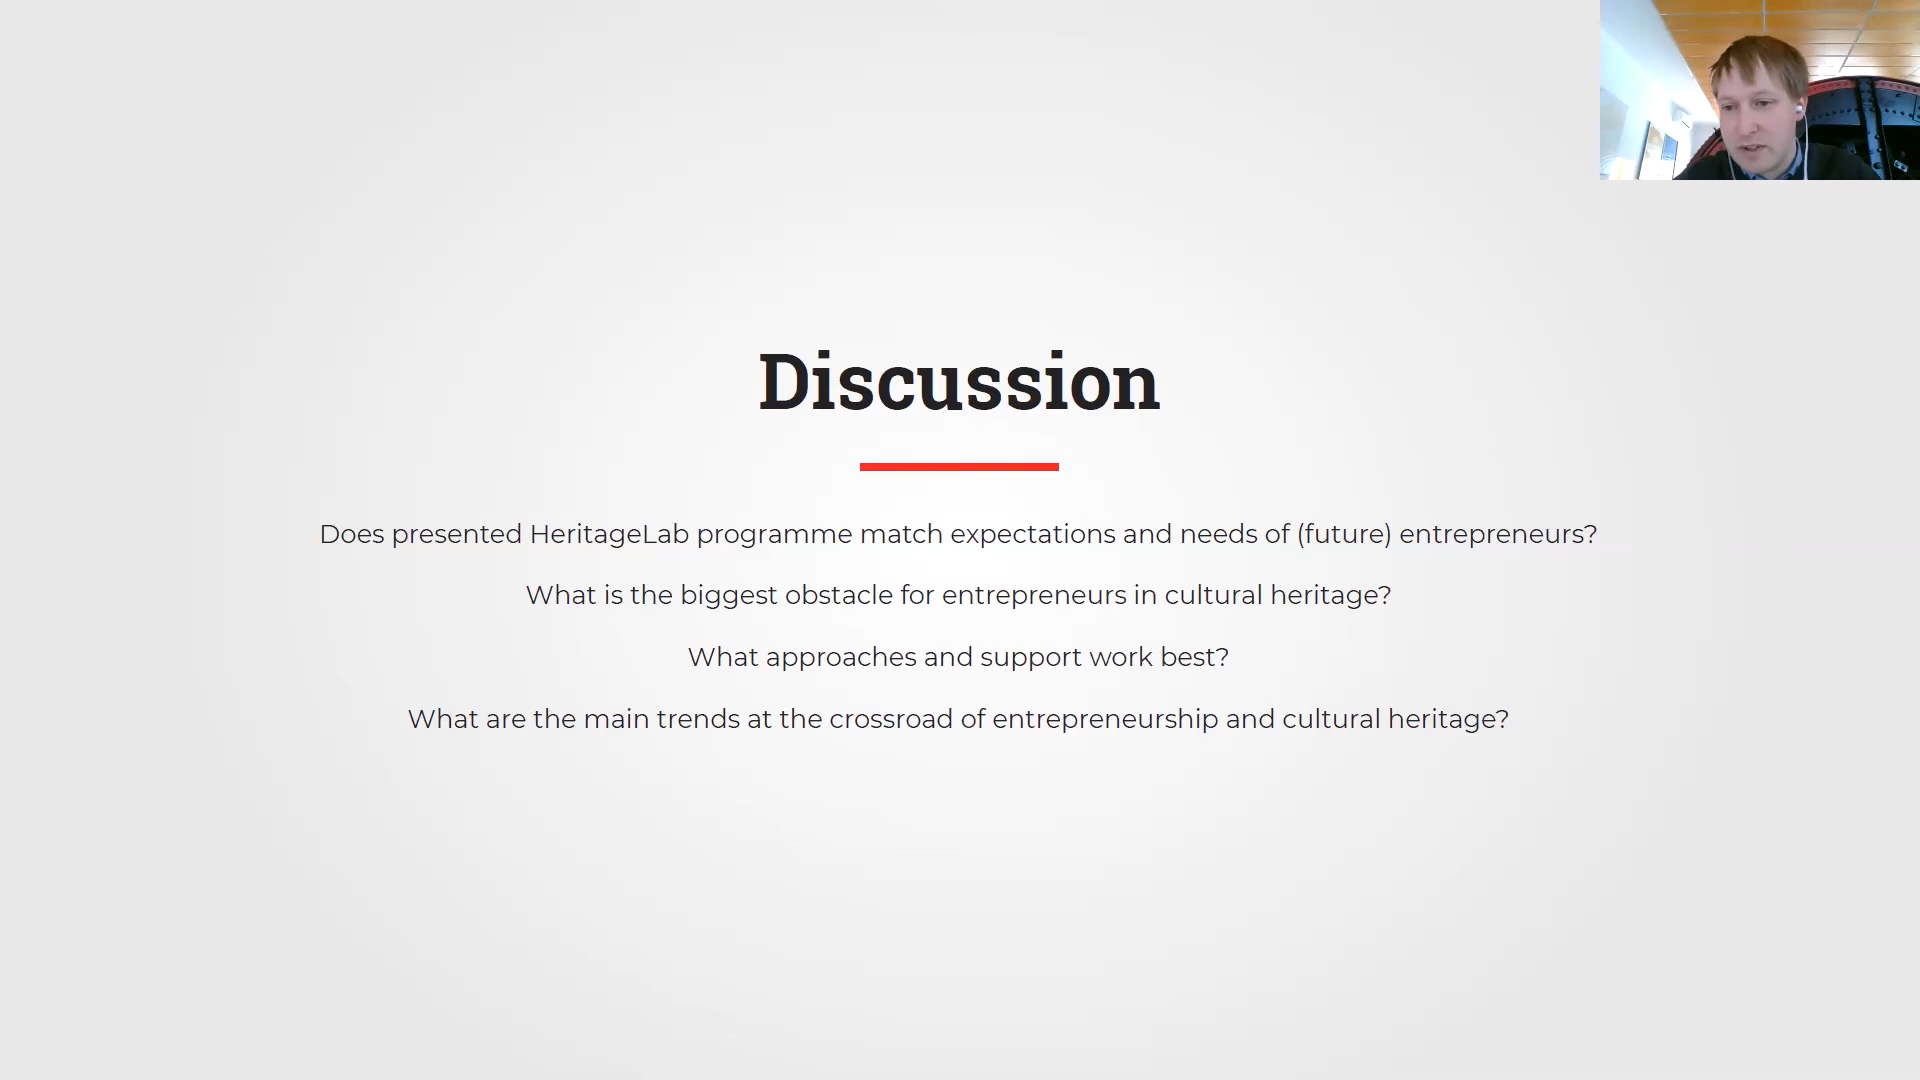 Discussion
Does presented HeritageLab programme match expectations and needs of (future) entrepreneurs?
What is the biggest obstacle for entrepreneurs in cultural heritage?
What approaches and support work best?
What are the main trends at the crossroad of entrepreneurship and cultural heritage?